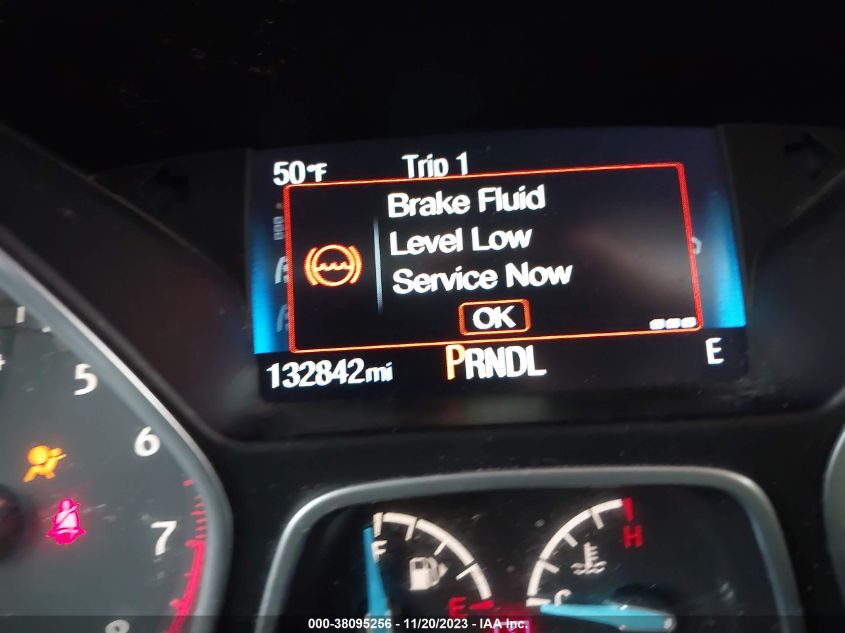 50°F Trip 1
Brake Fluid
Level Low
Service Now
OK
132842mi PRNDL E
5
6
7
8
F
E
H
C
000-38095256 - 11/20/2023 - IAA Inc.